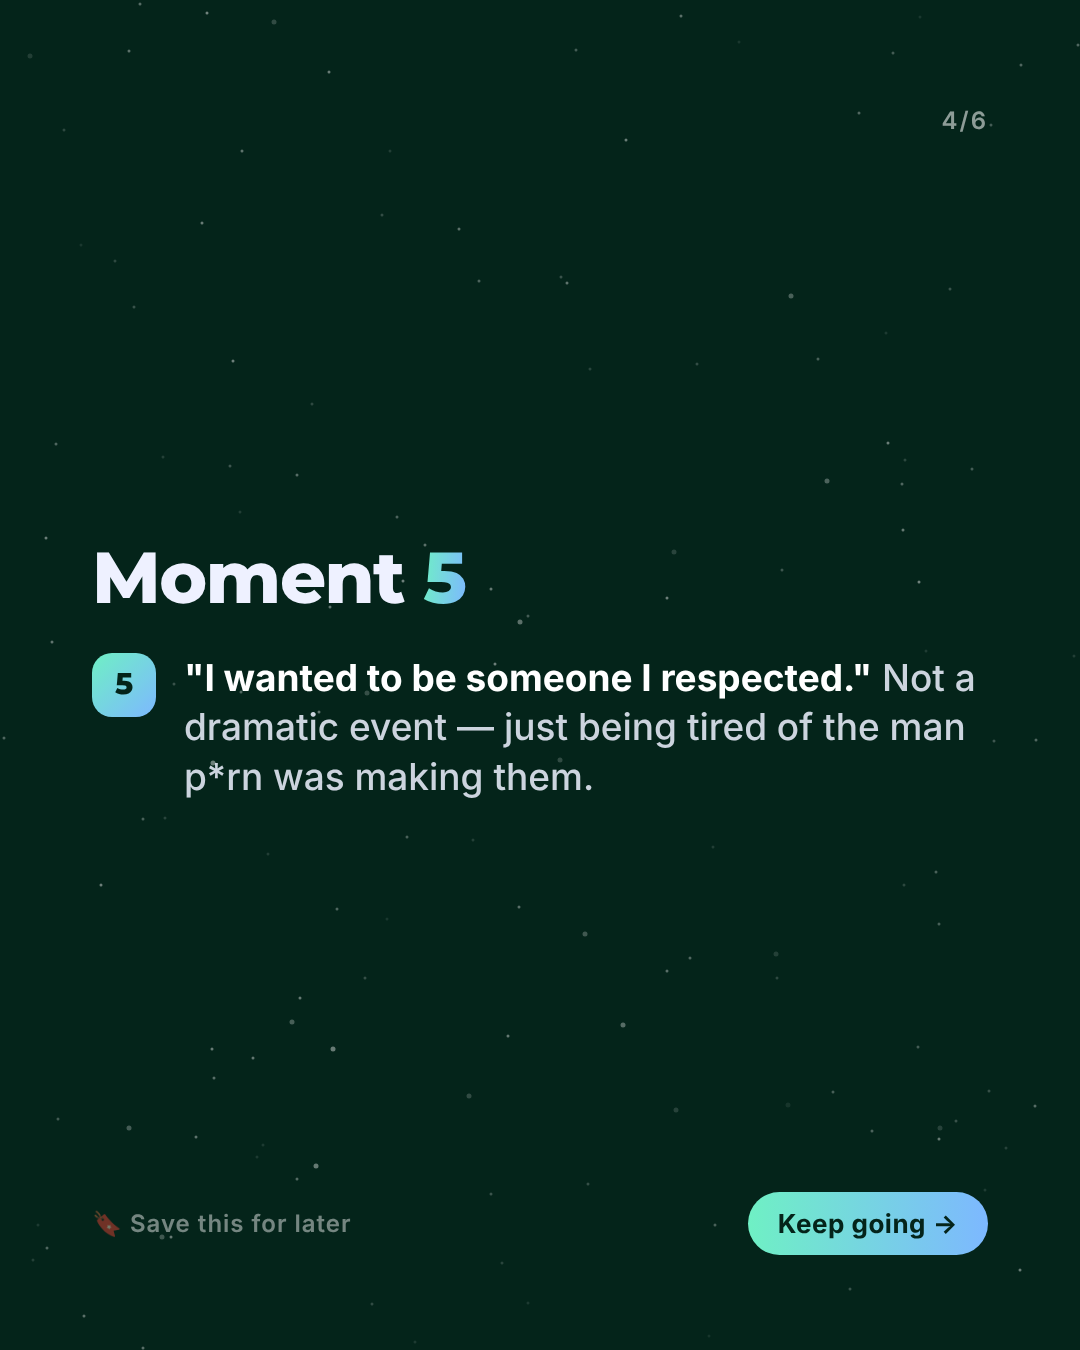 4/6
Moment 5
5
"I wanted to be someone I respected." Not a
dramatic event — just being tired of the man
p*rn was making them.
🔖 Save this for later
Keep going →